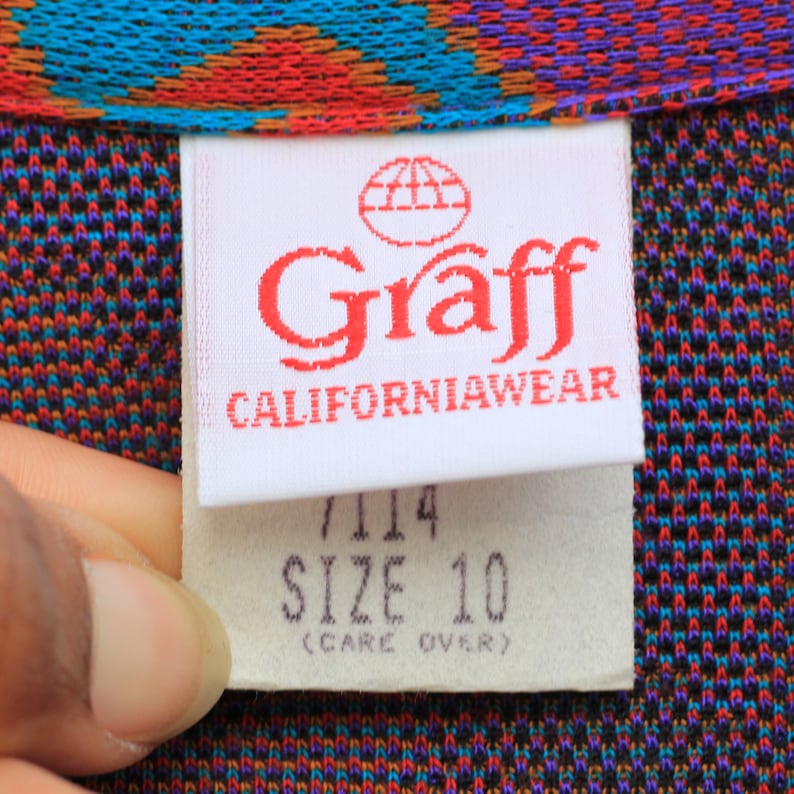 Graff
CALIFORNIAWEAR
7114
SIZE 10
(CARE OVER)